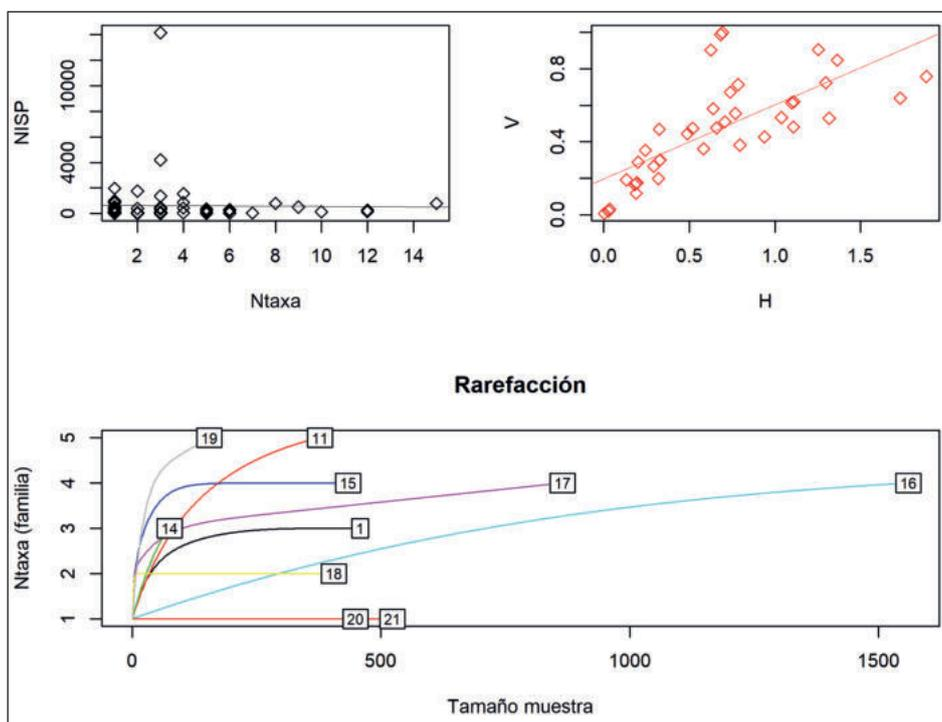 NISP
0
4000
10000
2 4 6 8 10 12 14
Ntaxa
V
0.0
0.4
0.8
0.0 0.5 1.0 1.5
H
Rarefacción
Ntaxa (familia)
5
4
3
2
1
19 11
15 17 16
14 1
18
20 21
0 500 1000 1500
Tamaño muestra